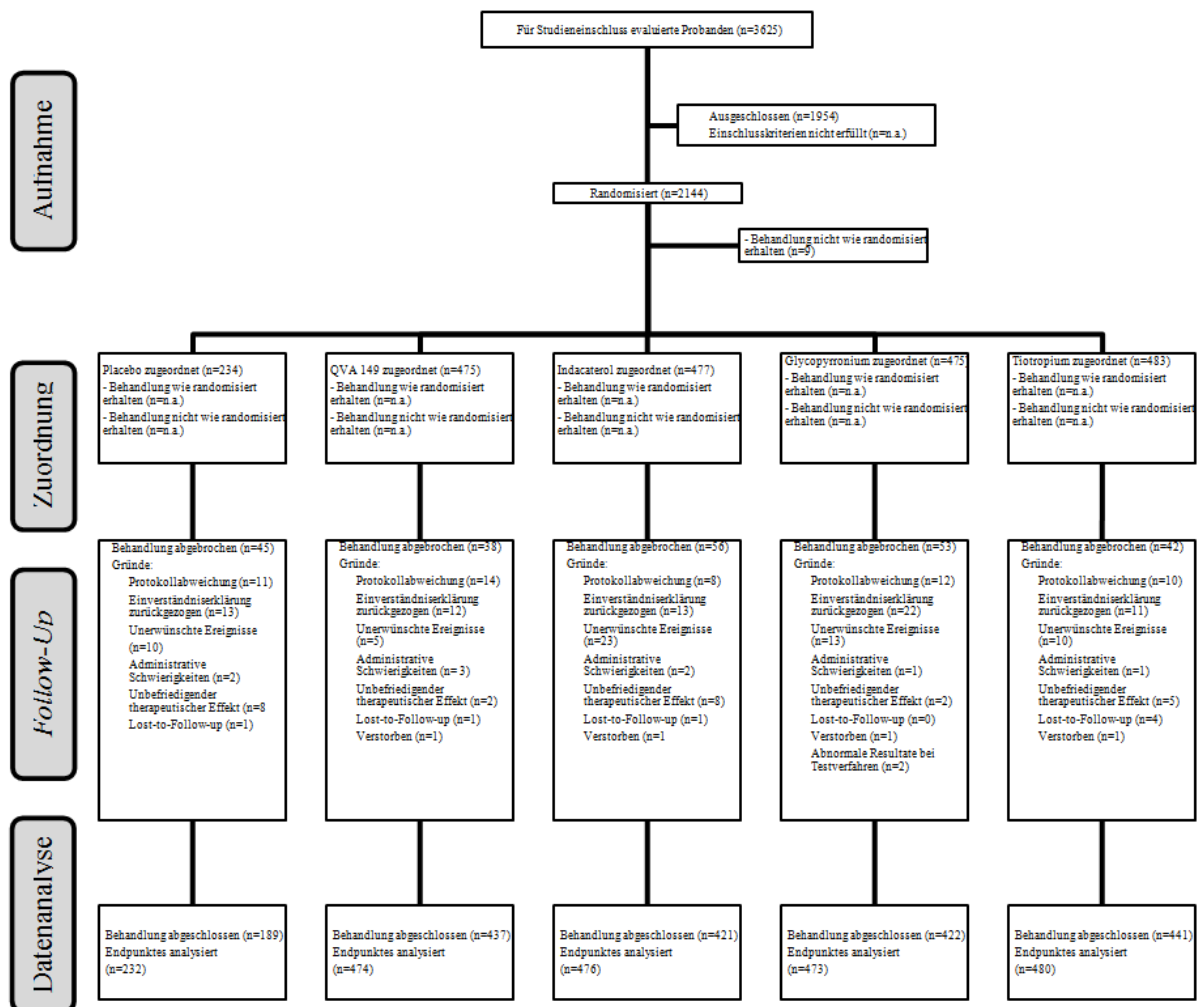 Für Studieneinschluss evaluierte Probanden (n=3625)
Aufnahme
Ausgeschlossen (n=1954)
Einschlusskriterien nicht erfüllt (n=n.a.)
Randomisiert (n=2144)
- Behandlung nicht wie randomisiert
erhalten (n=9)
Zuordnung
Placebo zugeordnet (n=234)
- Behandlung wie randomisiert
erhalten (n=n.a.)
- Behandlung nicht wie randomisiert
erhalten (n=n.a.)
QVA 149 zugeordnet (n=475)
- Behandlung wie randomisiert
erhalten (n=n.a.)
- Behandlung nicht wie randomisiert
erhalten (n=n.a.)
Indacaterol zugeordnet (n=477)
- Behandlung wie randomisiert
erhalten (n=n.a.)
- Behandlung nicht wie randomisiert
erhalten (n=n.a.)
Glycopyrronium zugeordnet (n=475)
- Behandlung wie randomisiert
erhalten (n=n.a.)
- Behandlung nicht wie randomisiert
erhalten (n=n.a.)
Tiotropium zugeordnet (n=483)
- Behandlung wie randomisiert
erhalten (n=n.a.)
- Behandlung nicht wie randomisiert
erhalten (n=n.a.)
Follow-Up
Behandlung abgebrochen (n=45)
Gründe:
Protokollabweichung (n=11)
Einverständniserklärung
zurückgezogen (n=13)
Unerwünschte Ereignisse
(n=10)
Administrative
Schwierigkeiten (n=2)
Unbefriedigender
therapeutischer Effekt (n=8
Lost-to-Follow-up (n=1)
Behandlung abgebrochen (n=38)
Gründe:
Protokollabweichung (n=14)
Einverständniserklärung
zurückgezogen (n=12)
Unerwünschte Ereignisse
(n=5)
Administrative
Schwierigkeiten (n= 3)
Unbefriedigender
therapeutischer Effekt (n=2)
Lost-to-Follow-up (n=1)
Verstorben (n=1)
Behandlung abgebrochen (n=56)
Gründe:
Protokollabweichung (n=8)
Einverständniserklärung
zurückgezogen (n=13)
Unerwünschte Ereignisse
(n=23)
Administrative
Schwierigkeiten (n=2)
Unbefriedigender
therapeutischer Effekt (n=8)
Lost-to-Follow-up (n=1)
Verstorben (n=1
Behandlung abgebrochen (n=53)
Gründe:
Protokollabweichung (n=12)
Einverständniserklärung
zurückgezogen (n=22)
Unerwünschte Ereignisse
(n=13)
Administrative
Schwierigkeiten (n=1)
Unbefriedigender
therapeutischer Effekt (n=2)
Lost-to-Follow-up (n=0)
Verstorben (n=1)
Abnormale Resultate bei
Testverfahren (n=2)
Behandlung abgebrochen (n=42)
Gründe:
Protokollabweichung (n=10)
Einverständniserklärung
zurückgezogen (n=11)
Unerwünschte Ereignisse
(n=10)
Administrative
Schwierigkeiten (n=1)
Unbefriedigender
therapeutischer Effekt (n=5)
Lost-to-Follow-up (n=4)
Verstorben (n=1)
Datenanalyse
Behandlung abgeschlossen (n=189)
Endpunktes analysiert
(n=232)
Behandlung abgeschlossen (n=437)
Endpunktes analysiert
(n=474)
Behandlung abgeschlossen (n=421)
Endpunktes analysiert
(n=476)
Behandlung abgeschlossen (n=422)
Endpunktes analysiert
(n=473)
Behandlung abgeschlossen (n=441)
Endpunktes analysiert
(n=480)